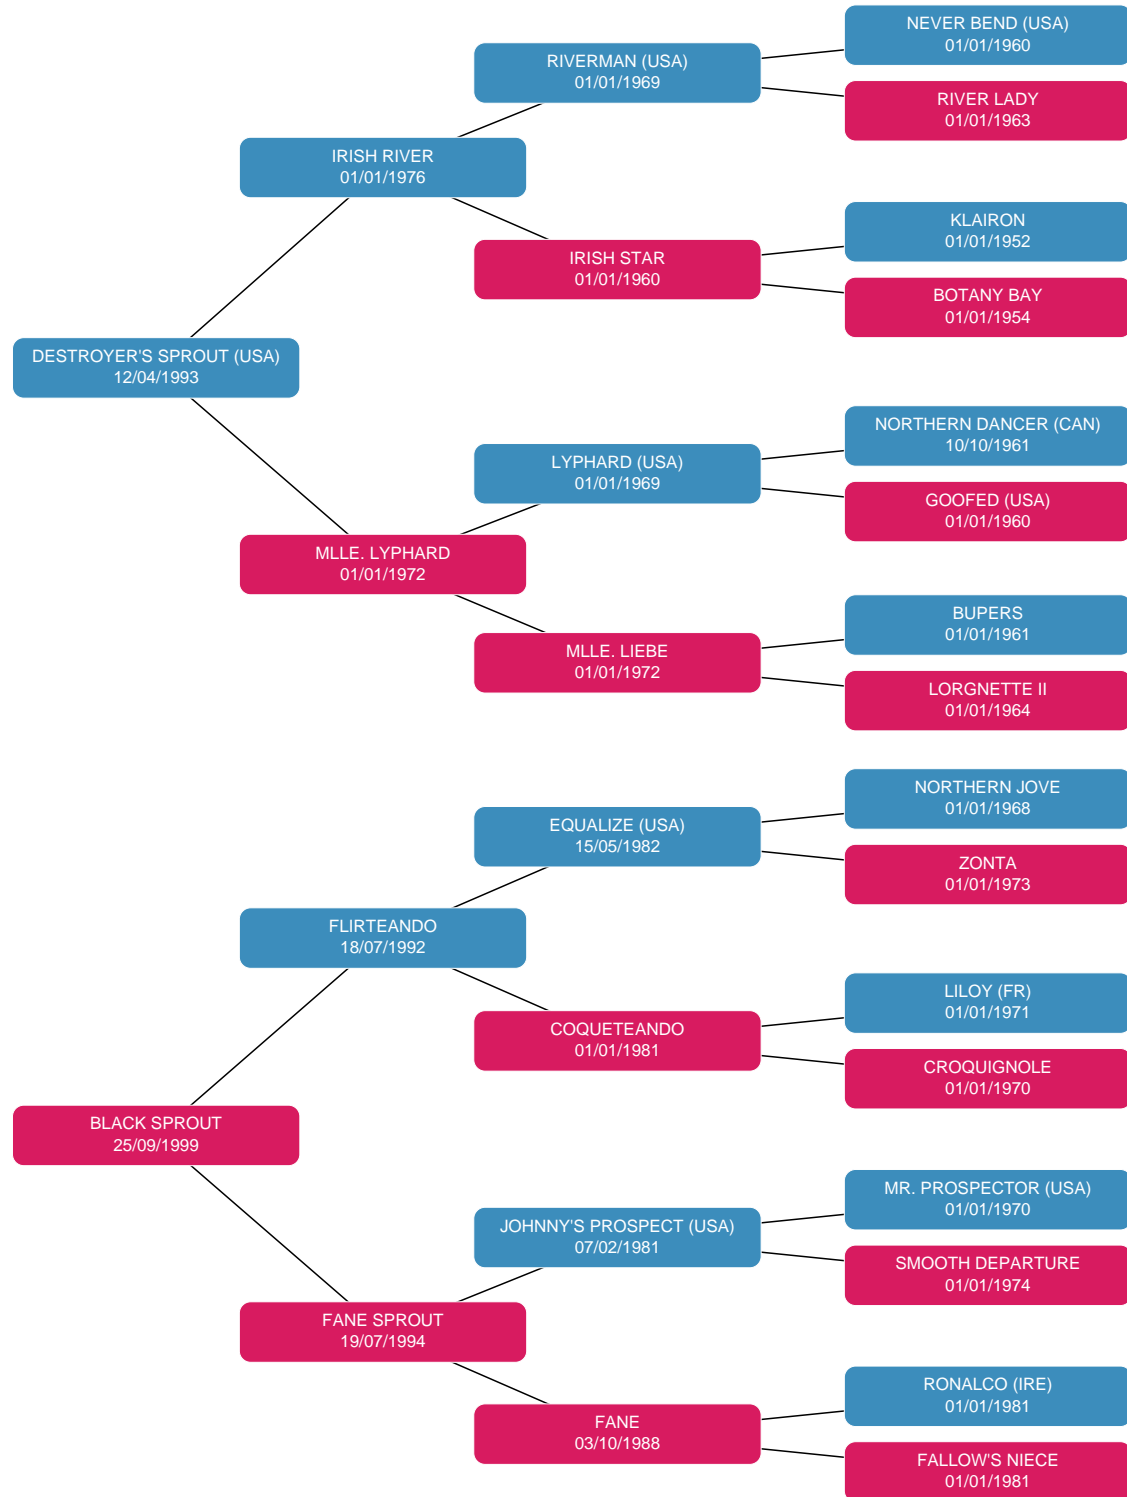 NEVER BEND (USA)
01/01/1960
RIVERMAN (USA)
01/01/1969
RIVER LADY
01/01/1963
IRISH RIVER
01/01/1976
KLAIRON
01/01/1952
IRISH STAR
01/01/1960
BOTANY BAY
01/01/1954
DESTROYER'S SPROUT (USA)
12/04/1993
NORTHERN DANCER (CAN)
10/10/1961
LYPHARD (USA)
01/01/1969
GOOFED (USA)
01/01/1960
MLLE. LYPHARD
01/01/1972
BUPERS
01/01/1961
MLLE. LIEBE
01/01/1972
LORGNETTE II
01/01/1964
NORTHERN JOVE
01/01/1968
EQUALIZE (USA)
15/05/1982
ZONTA
01/01/1973
FLIRTEANDO
18/07/1992
LILOY (FR)
01/01/1971
COQUETEANDO
01/01/1981
CROQUIGNOLE
01/01/1970
BLACK SPROUT
25/09/1999
MR. PROSPECTOR (USA)
01/01/1970
JOHNNY'S PROSPECT (USA)
07/02/1981
SMOOTH DEPARTURE
01/01/1974
FANE SPROUT
19/07/1994
RONALCO (IRE)
01/01/1981
FANE
03/10/1988
FALLOW'S NIECE
01/01/1981